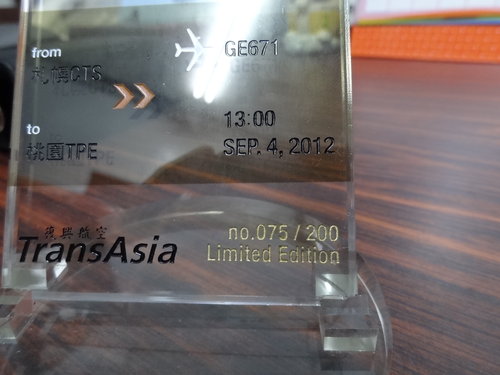 from
GE671
札幌CTS
13:00
to
桃園TPE
SEP. 4, 2012
復興航空
TransAsia
no.075 / 200
Limited Edition